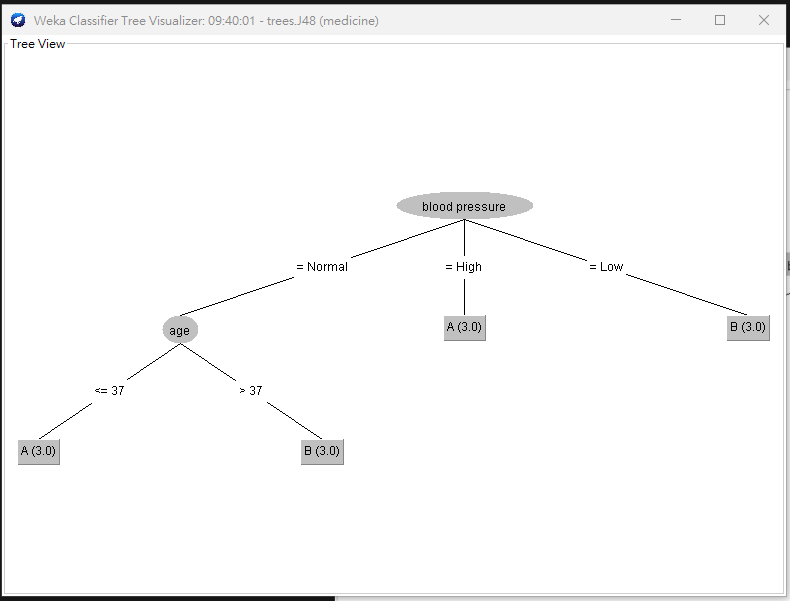 Weka Classifier Tree Visualizer: 09:40:01 - trees.J48 (medicine)
Tree View
blood pressure
= Normal
= High
= Low
age
A (3.0)
B (3.0)
<= 37
> 37
A (3.0)
B (3.0)